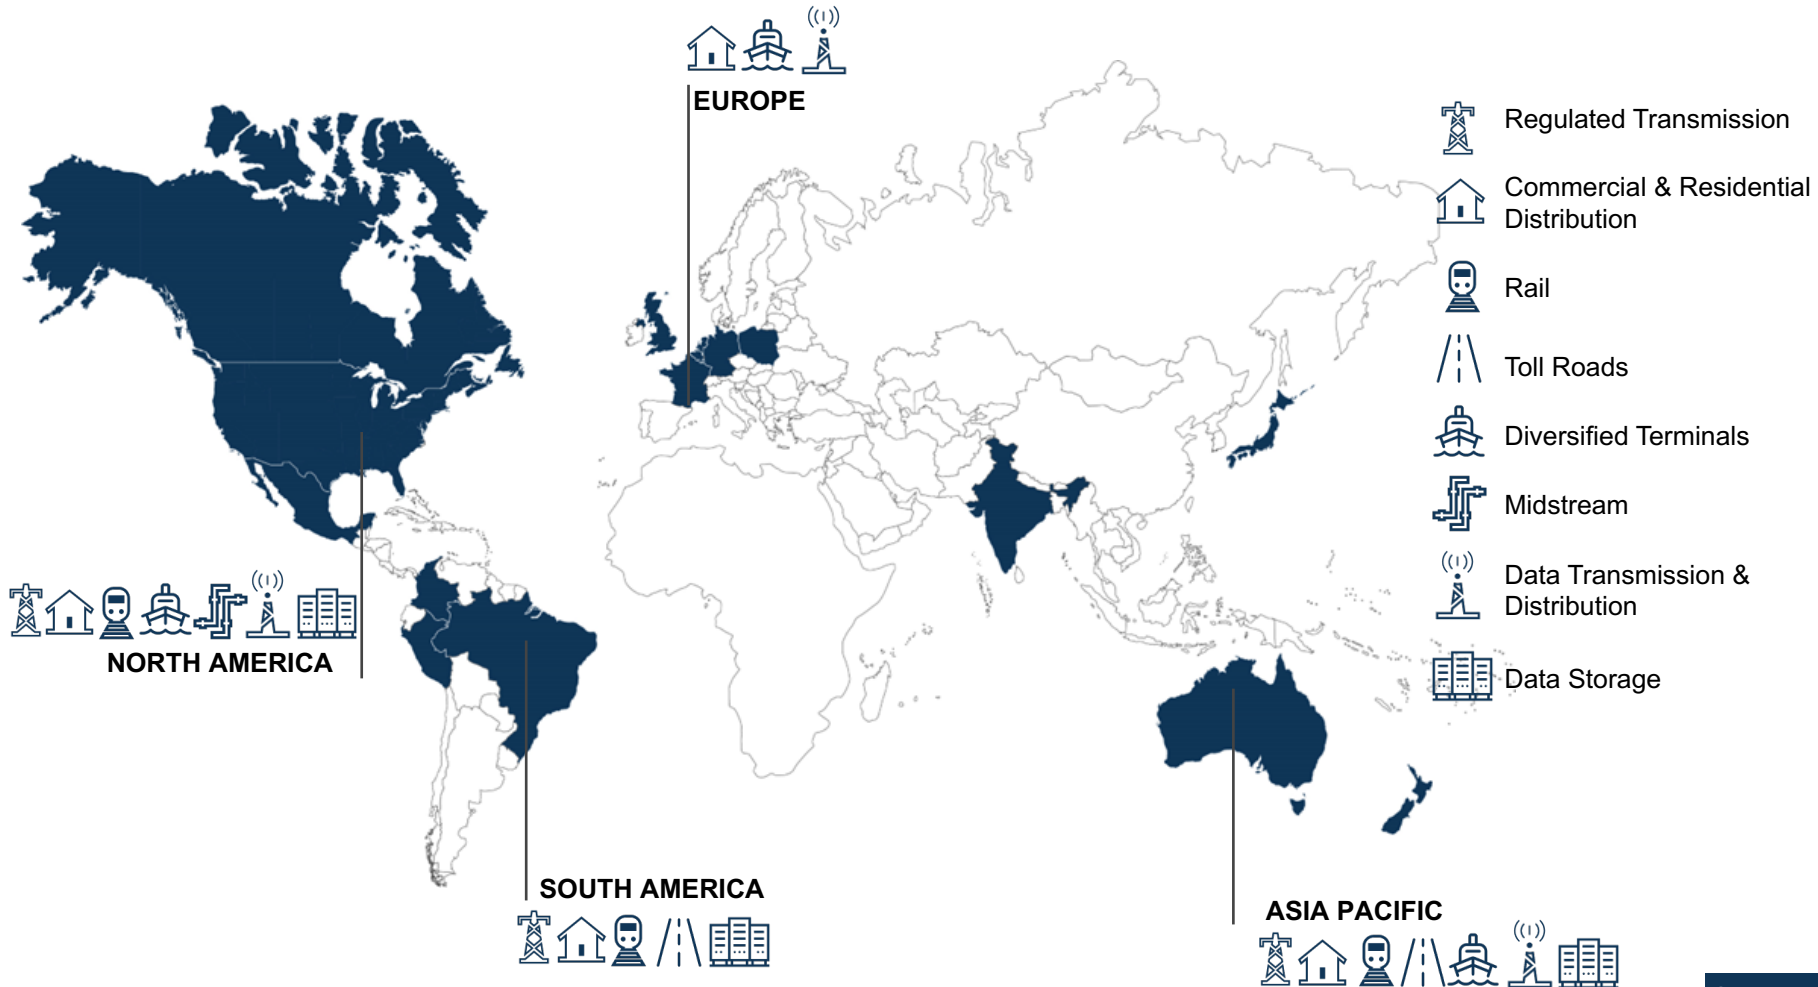 EUROPE
Regulated Transmission
Commercial & Residential
Distribution
Rail
Toll Roads
Diversified Terminals
Midstream
Data Transmission &
Distribution
Data Storage
NORTH AMERICA
SOUTH AMERICA
ASIA PACIFIC